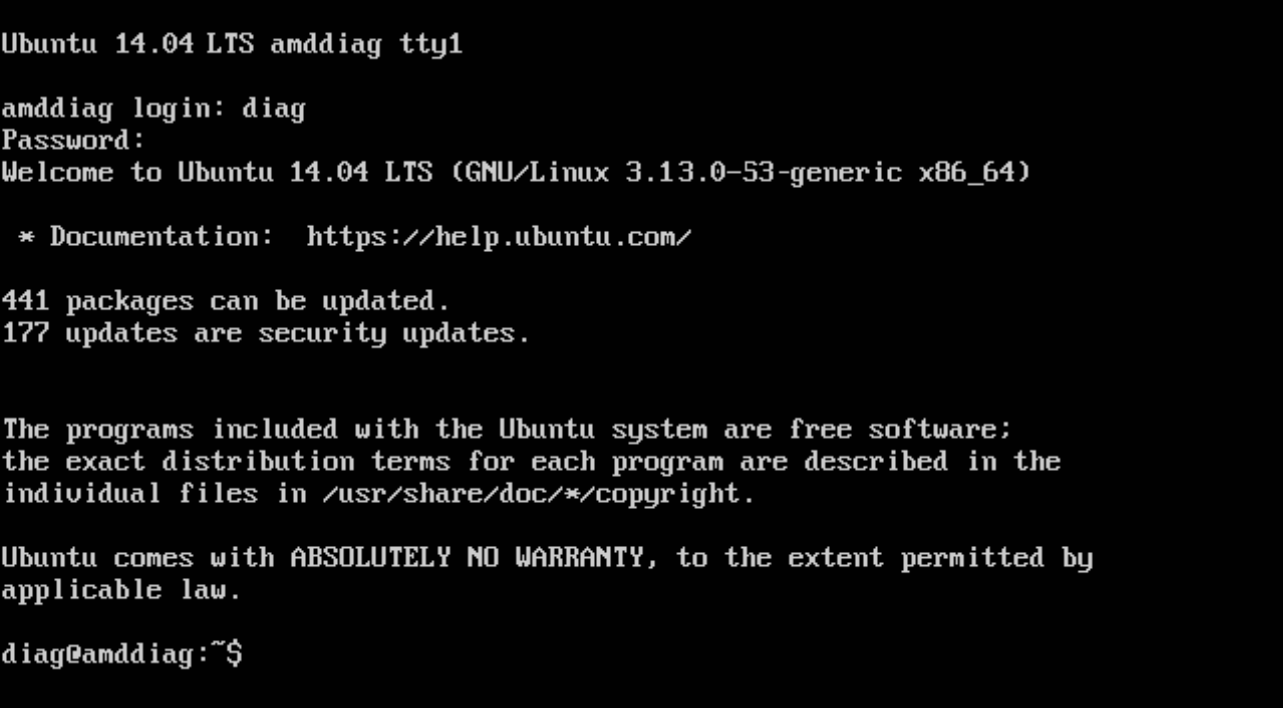 Ubuntu 14.04 LTS amddiag tty1
amddiag login: diag
Password:
Welcome to Ubuntu 14.04 LTS (GNU/Linux 3.13.0-53-generic x86_64)
* Documentation:  https://help.ubuntu.com/
441 packages can be updated.
177 updates are security updates.
The programs included with the Ubuntu system are free software;
the exact distribution terms for each program are described in the
individual files in /usr/share/doc/*/copyright.
Ubuntu comes with ABSOLUTELY NO WARRANTY, to the extent permitted by
applicable law.
diag@amddiag:~$